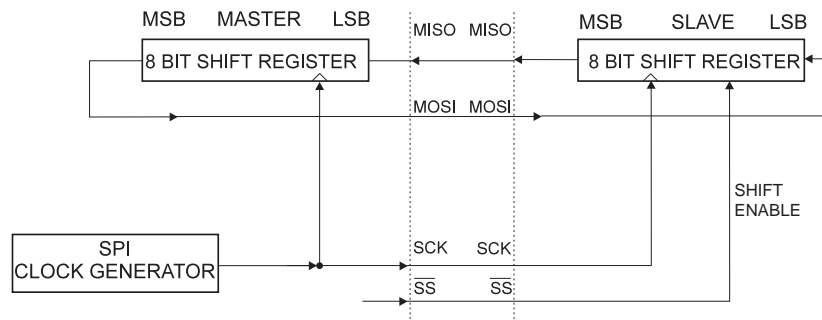 MSB MASTER LSB
MISO MISO
MSB SLAVE LSB
8 BIT SHIFT REGISTER
8 BIT SHIFT REGISTER
MOSI MOSI
SHIFT
ENABLE
SPI
CLOCK GENERATOR
SCK SCK
SS SS